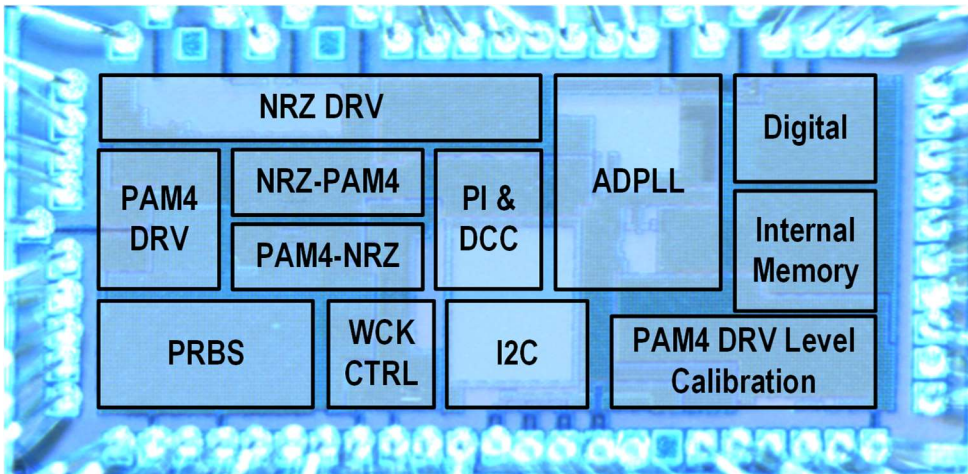 NRZ DRV
ADPLL
Digital
PAM4
DRV
NRZ-PAM4
PAM4-NRZ
PI &
DCC
Internal
Memory
PRBS
WCK
CTRL
I2C
PAM4 DRV Level
Calibration